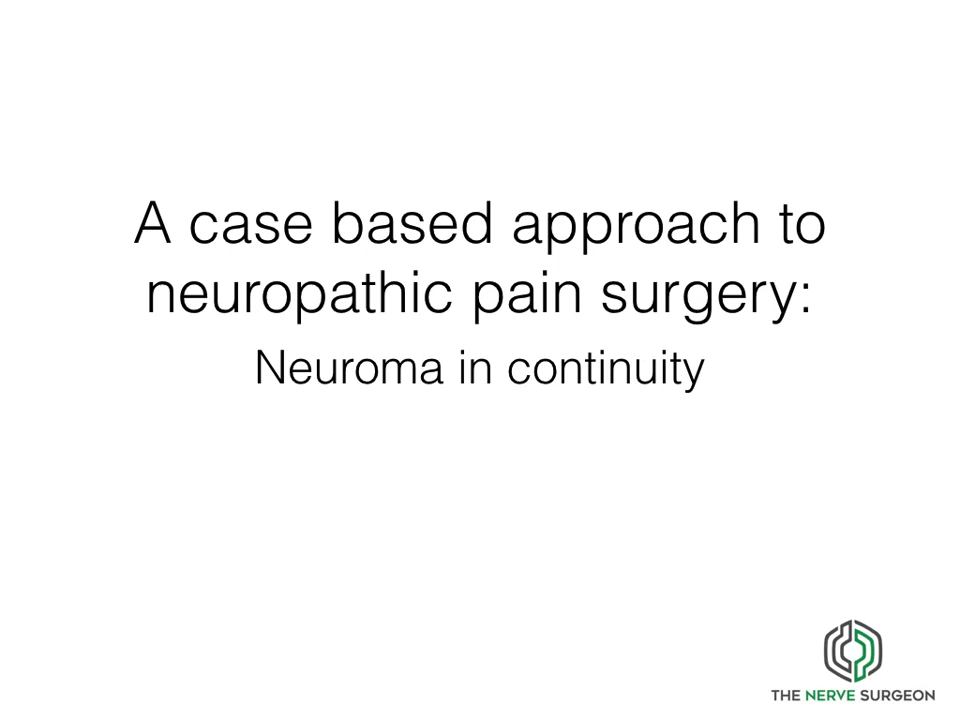 A case based approach to
neuropathic pain surgery:
Neuroma in continuity
THE NERVE SURGEON